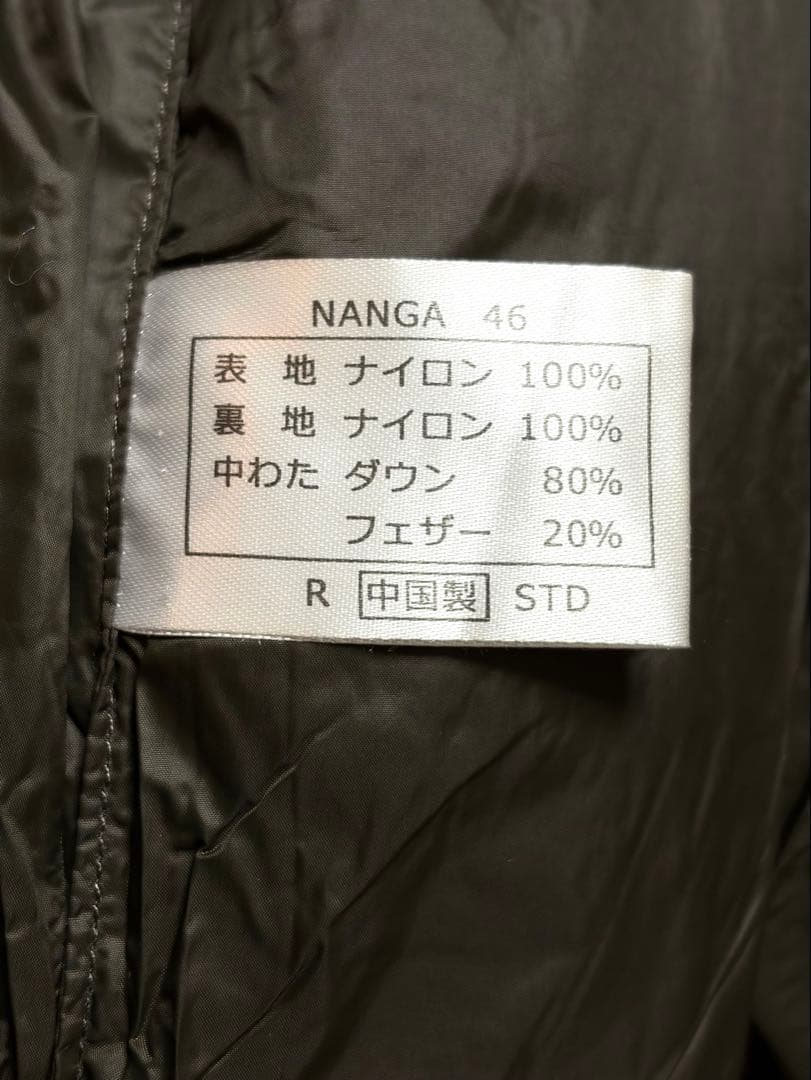 NANGA 46
表 地 ナイロン 100%
裏 地 ナイロン 100%
中わた ダウン 80%
フェザー 20%
R 中国製 STD